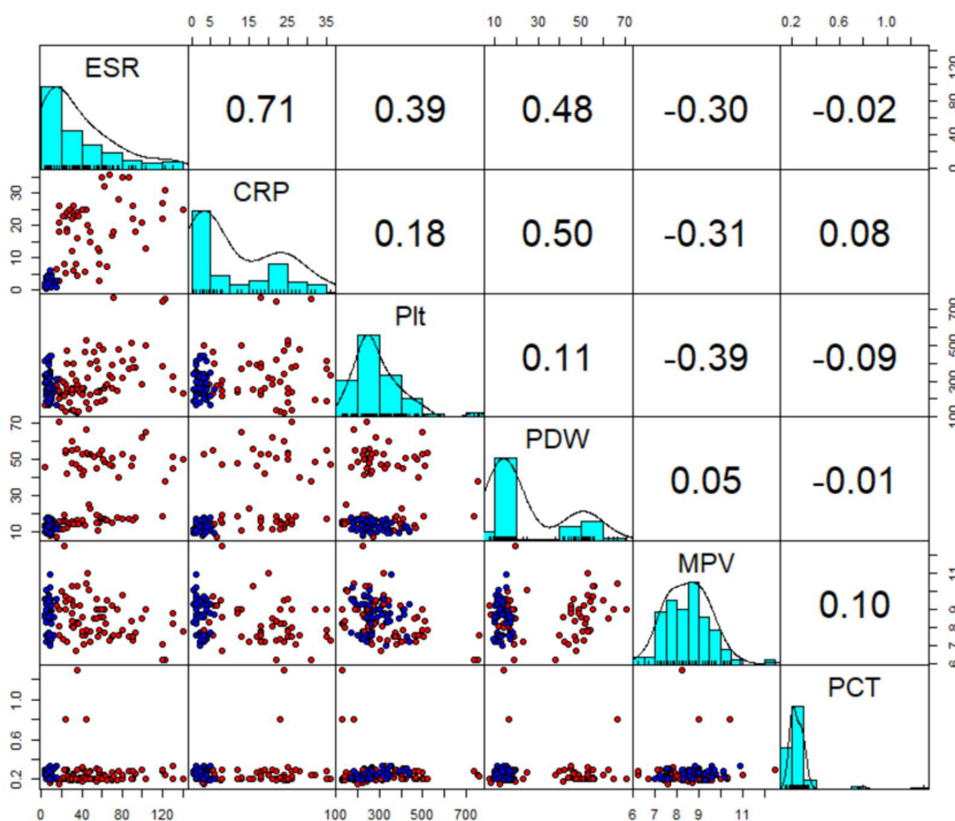 0 5 15 25 35 10 30 50 70 0.2 0.6 1.0
ESR 0.71 0.39 0.48 -0.30 -0.02 0 40 80 120
0 10 20 30 CRP 0.18 0.50 -0.31 0.08
Plt 0.11 -0.39 -0.09 100 300 500 700
10 30 50 70 PDW 0.05 -0.01
MPV 0.10 6 7 8 9 11
0.2 0.6 1.0 PCT
0 40 80 120 100 300 500 700 6 7 8 9 11